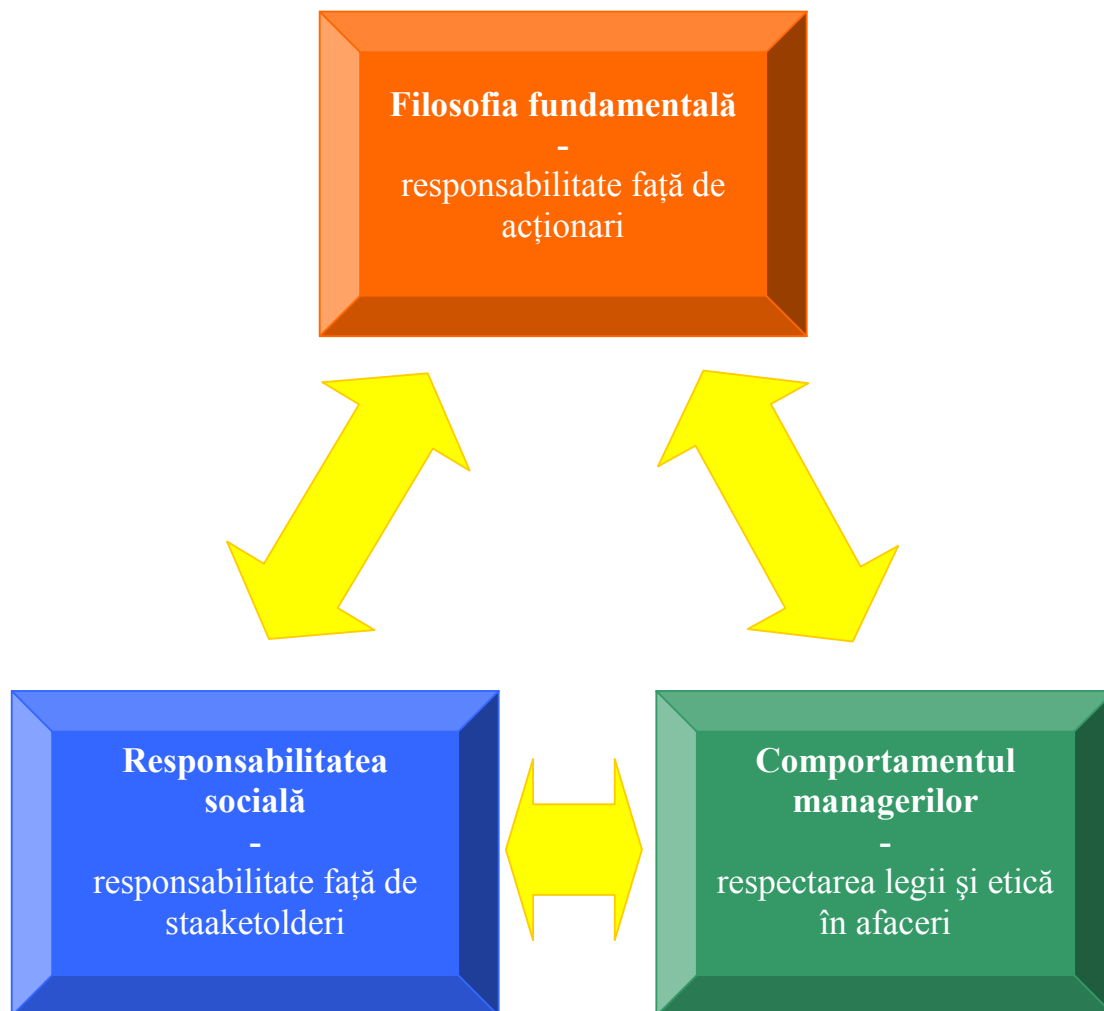 Filosofia fundamentală
-
responsabilitate față de
acționari
Responsabilitatea
socială
-
responsabilitate față de
staaketolderi
Comportamentul
managerilor
-
respectarea legii şi etică
în afaceri